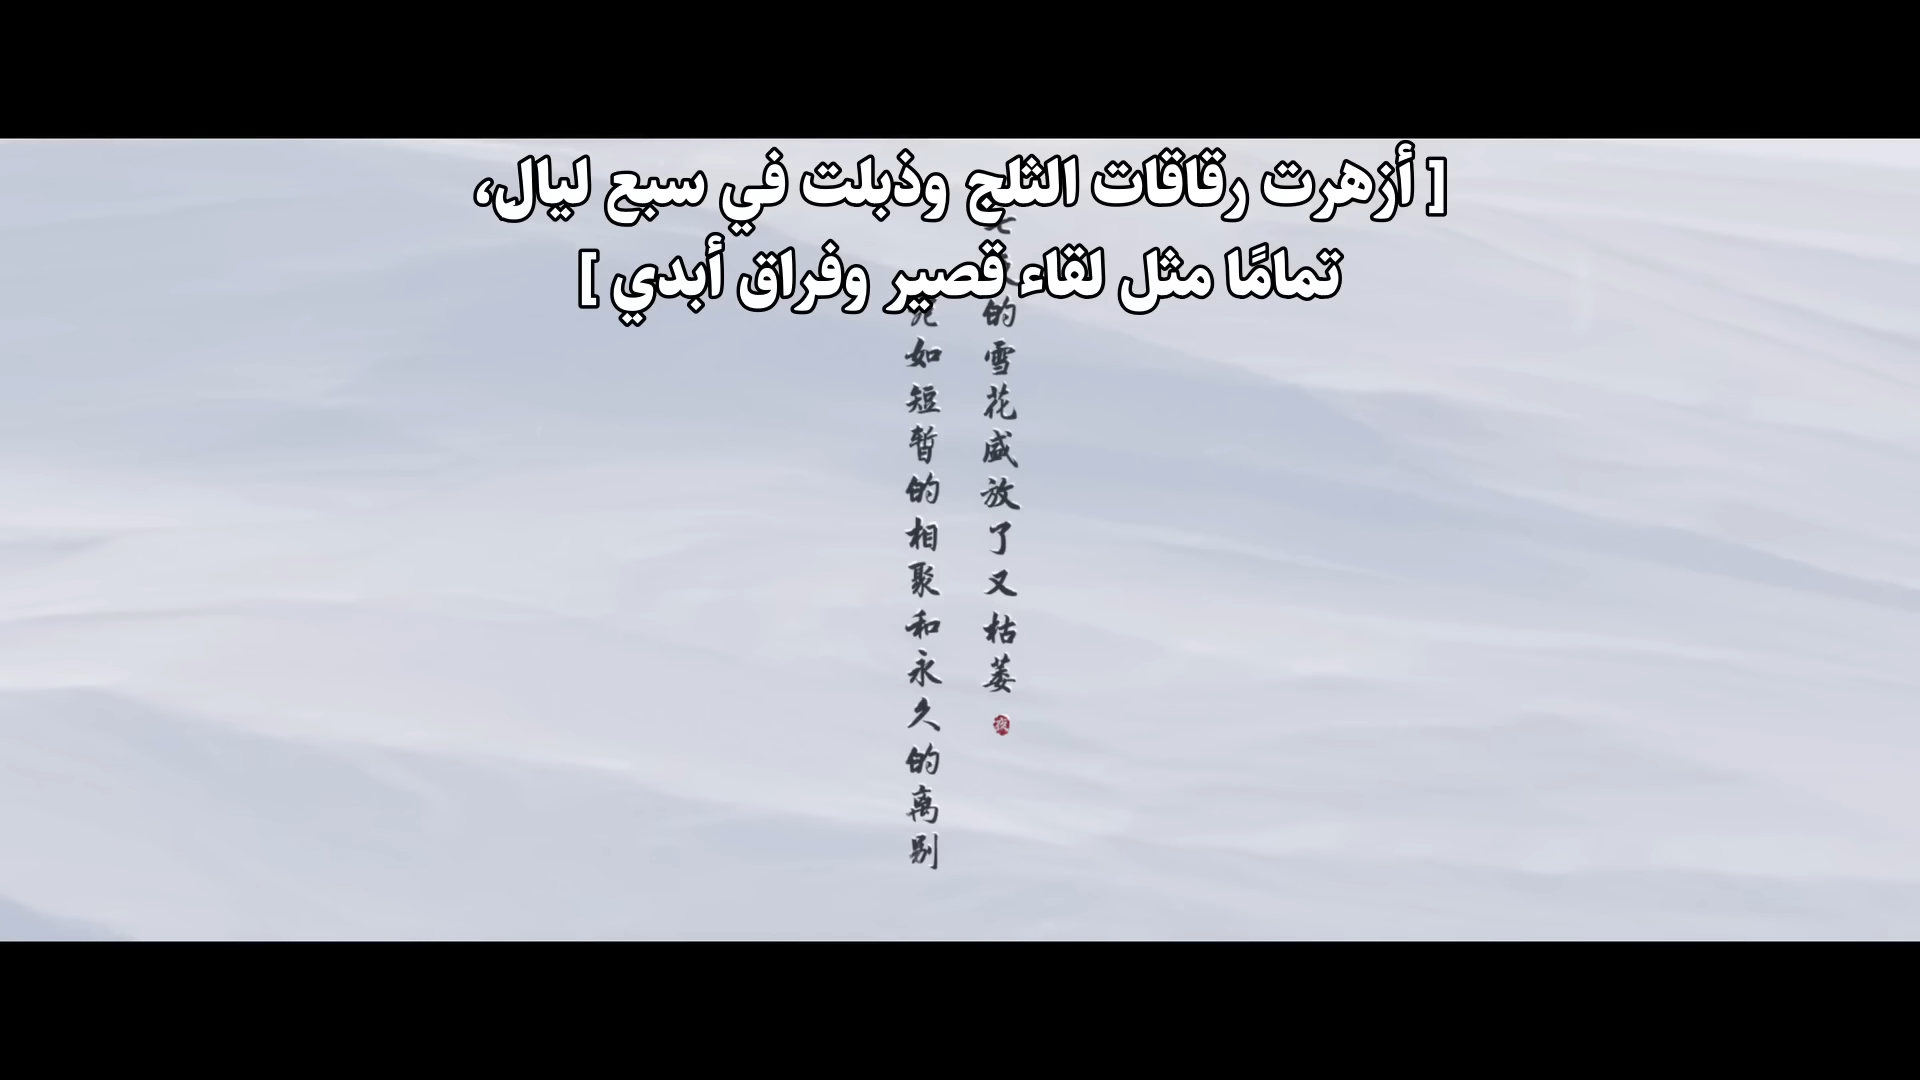 [ أزهرت رقاقات الثلج وذبلت في سبع ليال،
تمامًا مثل لقاء قصير وفراق أبدي ]
的雪花盛放了又枯萎
宛如短暂的相聚和永久的离别